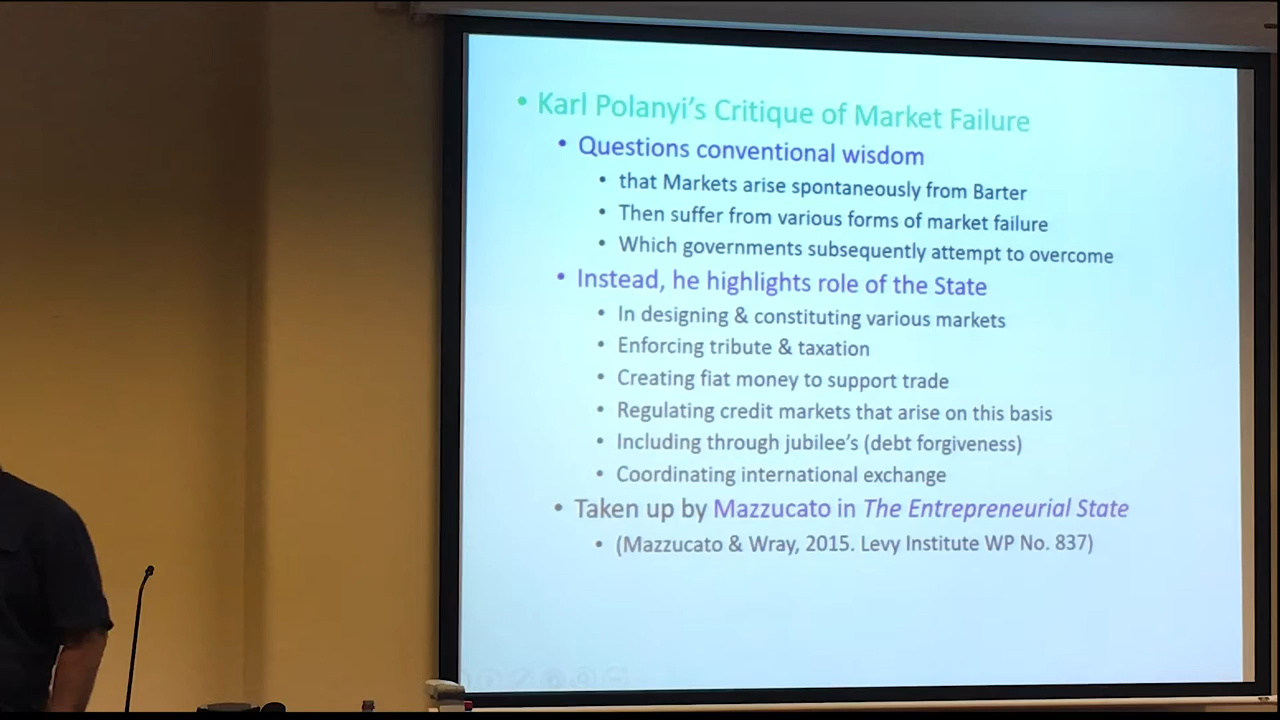 • Karl Polanyi's Critique of Market Failure
• Questions conventional wisdom
• that Markets arise spontaneously from Barter
• Then suffer from various forms of market failure
• Which governments subsequently attempt to overcome
• Instead, he highlights role of the State
• In designing & constituting various markets
• Enforcing tribute & taxation
• Creating fiat money to support trade
• Regulating credit markets that arise on this basis
• Including through jubilee's (debt forgiveness)
• Coordinating international exchange
• Taken up by Mazzucato in The Entrepreneurial State
• (Mazzucato & Wray, 2015. Levy Institute WP No. 837)